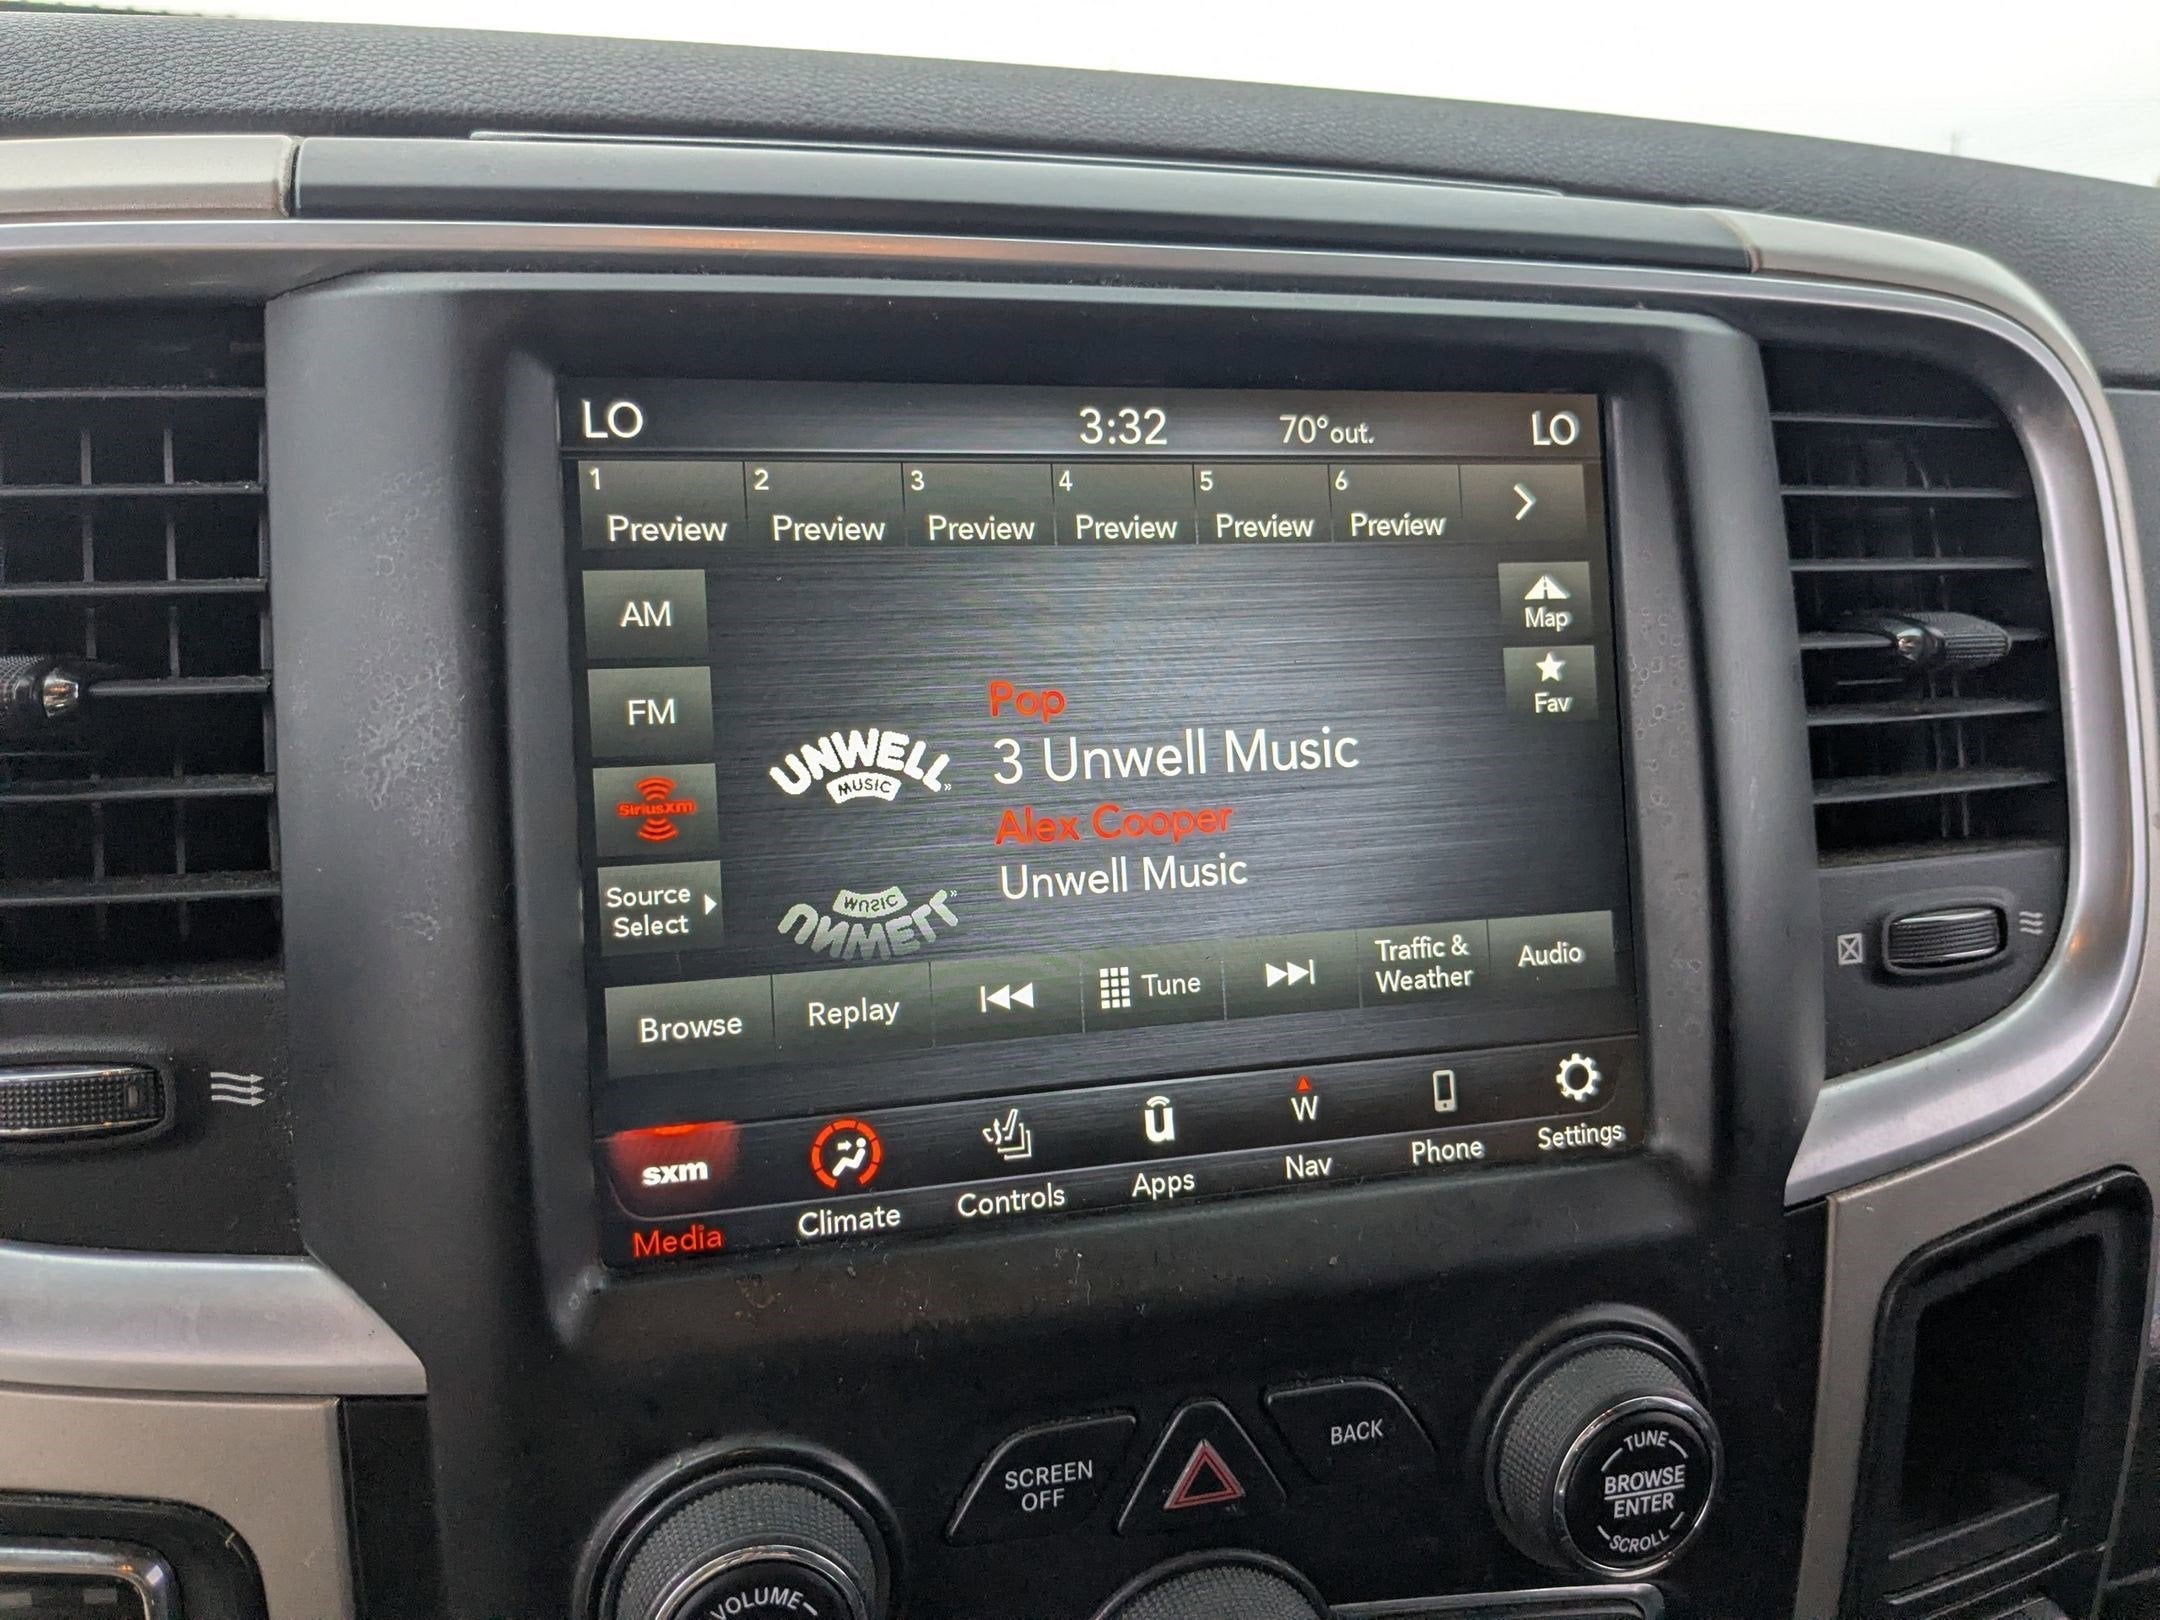 LO 3:32 70°out. LO
1 2 3 4 5 6
Preview Preview Preview Preview Preview Preview
AM
Map
FM
Fav
Pop
UNWELL
MUSIC
3 Unwell Music
SiriusXM
Alex Cooper
Unwell Music
Source
Select
MUSIC
UNWELL
Browse Replay Tune Traffic &
Weather Audio
sxm
W
Media Climate Controls Apps Nav Phone Settings
SCREEN
OFF
BACK
TUNE
BROWSE
ENTER
SCROLL
VOLUME